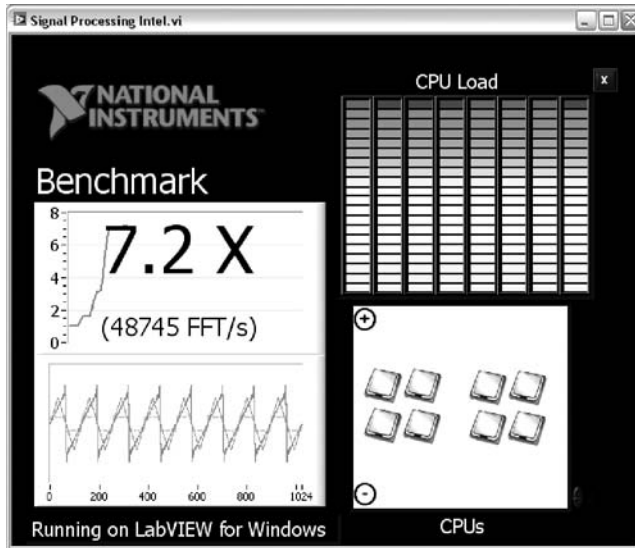 Signal Processing Intel.vi
NATIONAL
INSTRUMENTS
CPU Load
x
Benchmark
8
6
4
2
0
7.2 X
(48745 FFT/s)
0 200 400 600 800 1024
+
-
Running on LabVIEW for Windows
CPUs